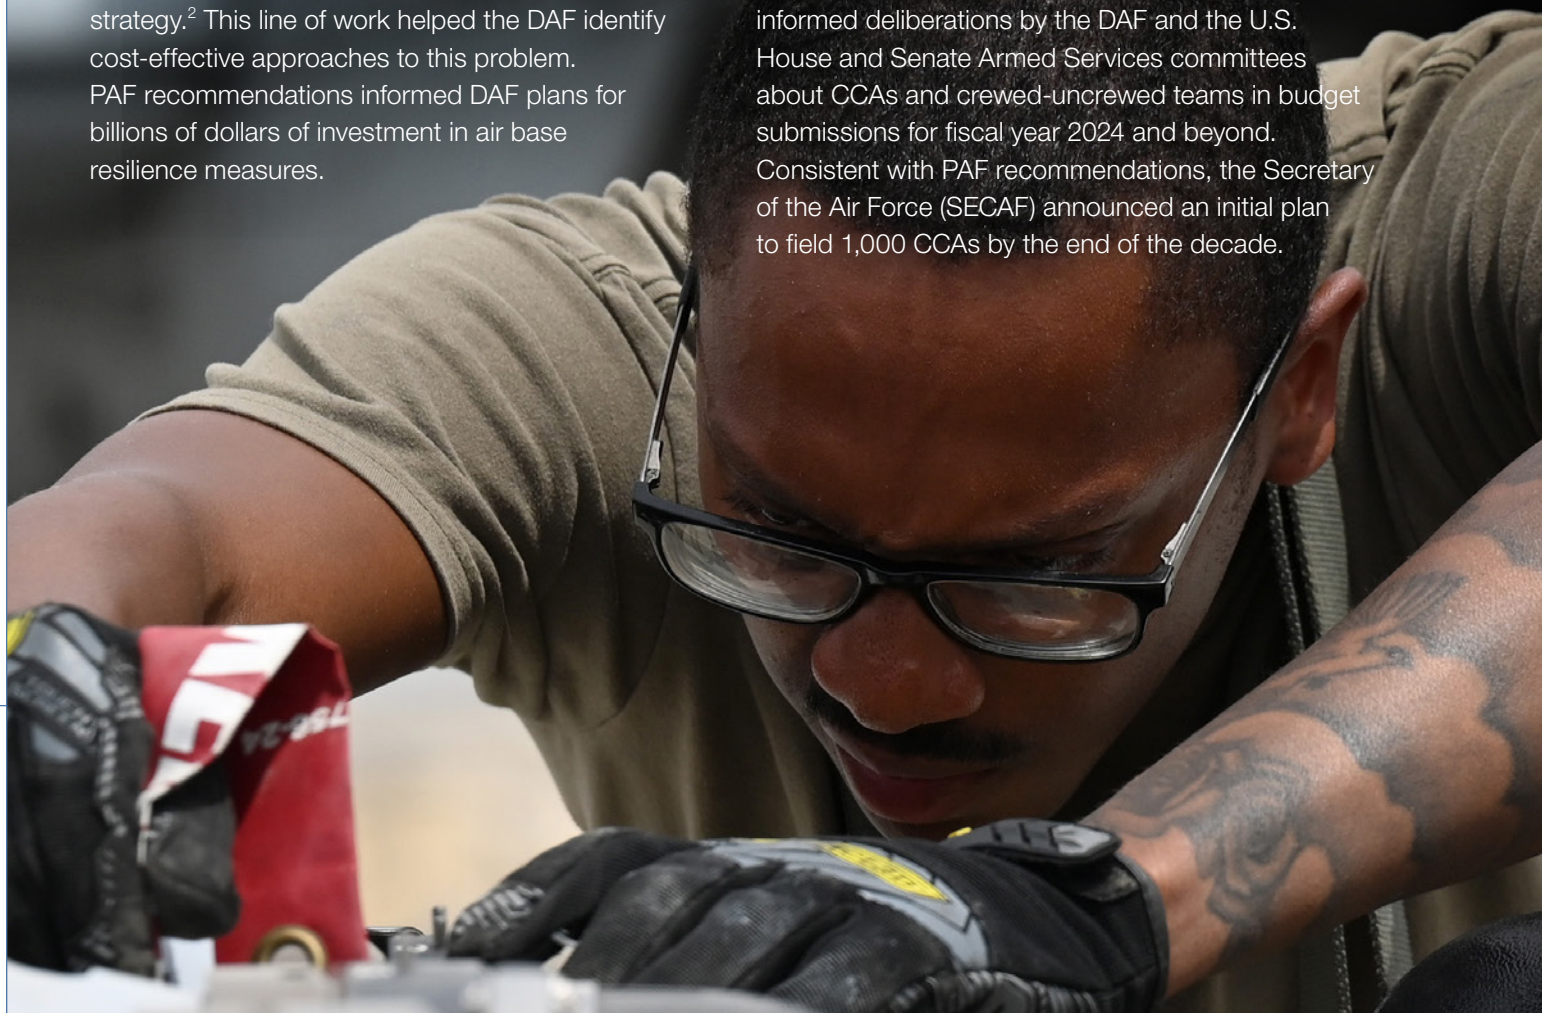 strategy.² This line of work helped the DAF identify
cost-effective approaches to this problem.
PAF recommendations informed DAF plans for
billions of dollars of investment in air base
resilience measures.
informed deliberations by the DAF and the U.S.
House and Senate Armed Services committees
about CCAs and crewed-uncrewed teams in budget
submissions for fiscal year 2024 and beyond.
Consistent with PAF recommendations, the Secretary
of the Air Force (SECAF) announced an initial plan
to field 1,000 CCAs by the end of the decade.